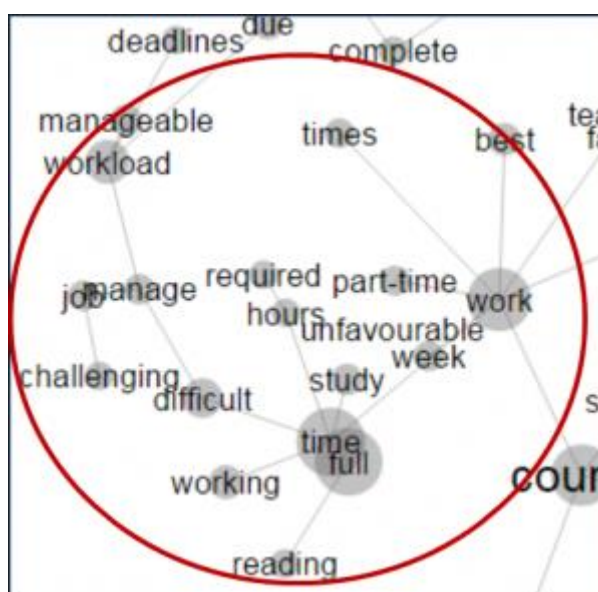 due
deadlines
complete
manageable
times
best
workload
required
part-time
job
manage
work
hours
unfavourable
week
challenging
study
difficult
time
full
working
reading